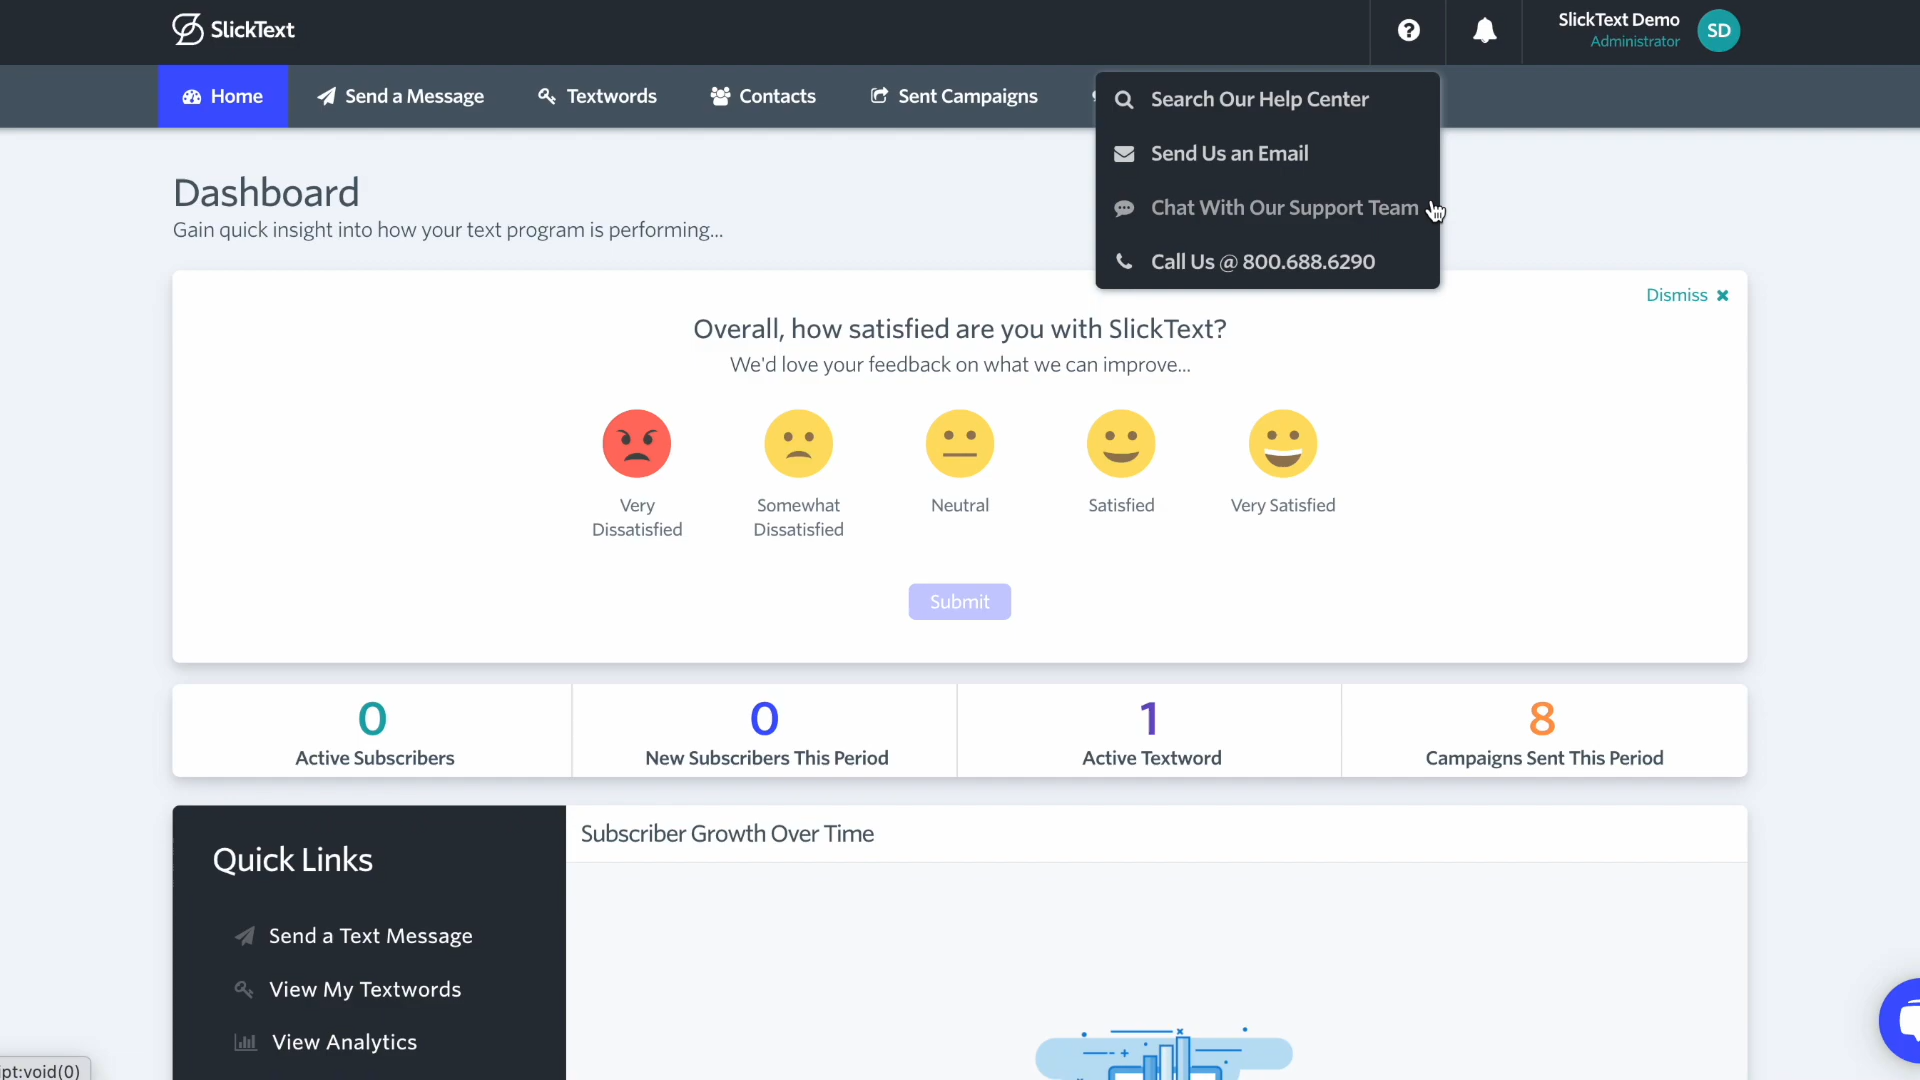 SlickText
SlickText Demo
Administrator
SD
Home
Send a Message
Textwords
Contacts
Sent Campaigns
Search Our Help Center
Send Us an Email
Chat With Our Support Team
Call Us @ 800.688.6290
Dashboard
Gain quick insight into how your text program is performing...
Dismiss
Overall, how satisfied are you with SlickText?
We'd love your feedback on what we can improve...
Very
Dissatisfied
Somewhat
Dissatisfied
Neutral
Satisfied
Very Satisfied
Submit
0
Active Subscribers
0
New Subscribers This Period
1
Active Textword
8
Campaigns Sent This Period
Quick Links
Send a Text Message
View My Textwords
View Analytics
Subscriber Growth Over Time
ipt:void(0)